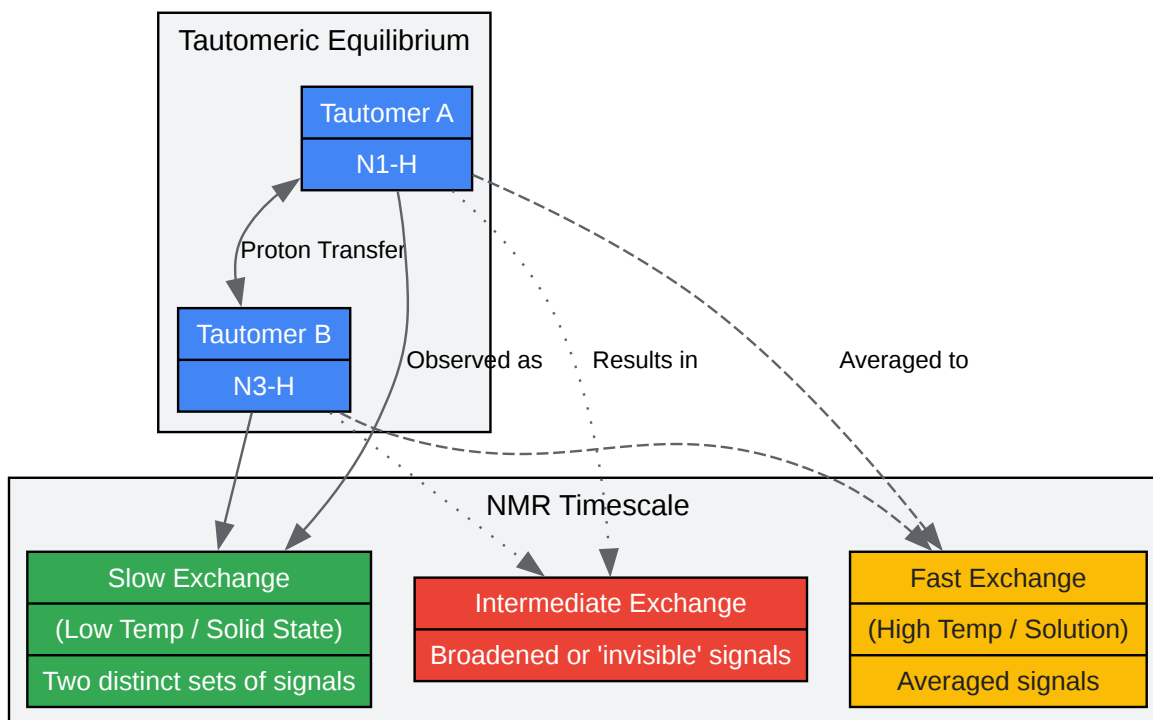 Tautomeric Equilibrium
Tautomer A
N1-H
Proton Transfer
Tautomer B
N3-H
Observed as
Results in
Averaged to
NMR Timescale
Slow Exchange
(Low Temp / Solid State)
Two distinct sets of signals
Intermediate Exchange
Broadened or 'invisible' signals
Fast Exchange
(High Temp / Solution)
Averaged signals